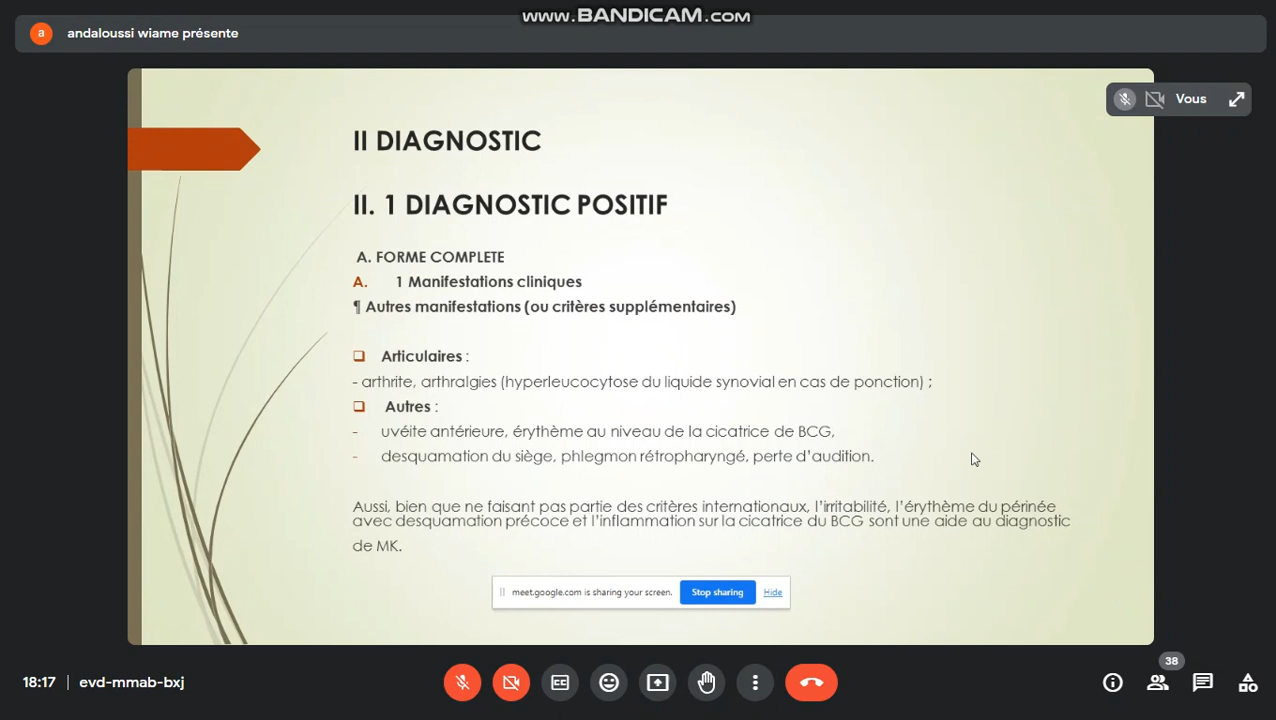 WWW.BANDICAM.COM
a andaloussi wiame présente
Vous
II DIAGNOSTIC
II. 1 DIAGNOSTIC POSITIF
A. FORME COMPLETE
A. 1 Manifestations cliniques
¶ Autres manifestations (ou critères supplémentaires)
❑ Articulaires :
- arthrite, arthralgies (hyperleucocytose du liquide synovial en cas de ponction) ;
❑ Autres :
- uvéite antérieure, érythème au niveau de la cicatrice de BCG,
- desquamation du siège, phlegmon rétropharyngé, perte d'audition.
Aussi, bien que ne faisant pas partie des critères internationaux, l'irritabilité, l'érythème du périnée
avec desquamation précoce et l'inflammation sur la cicatrice du BCG sont une aide au diagnostic
de MK.
meet.google.com is sharing your screen. Stop sharing Hide
38
18:17 | evd-mmab-bxj
CC